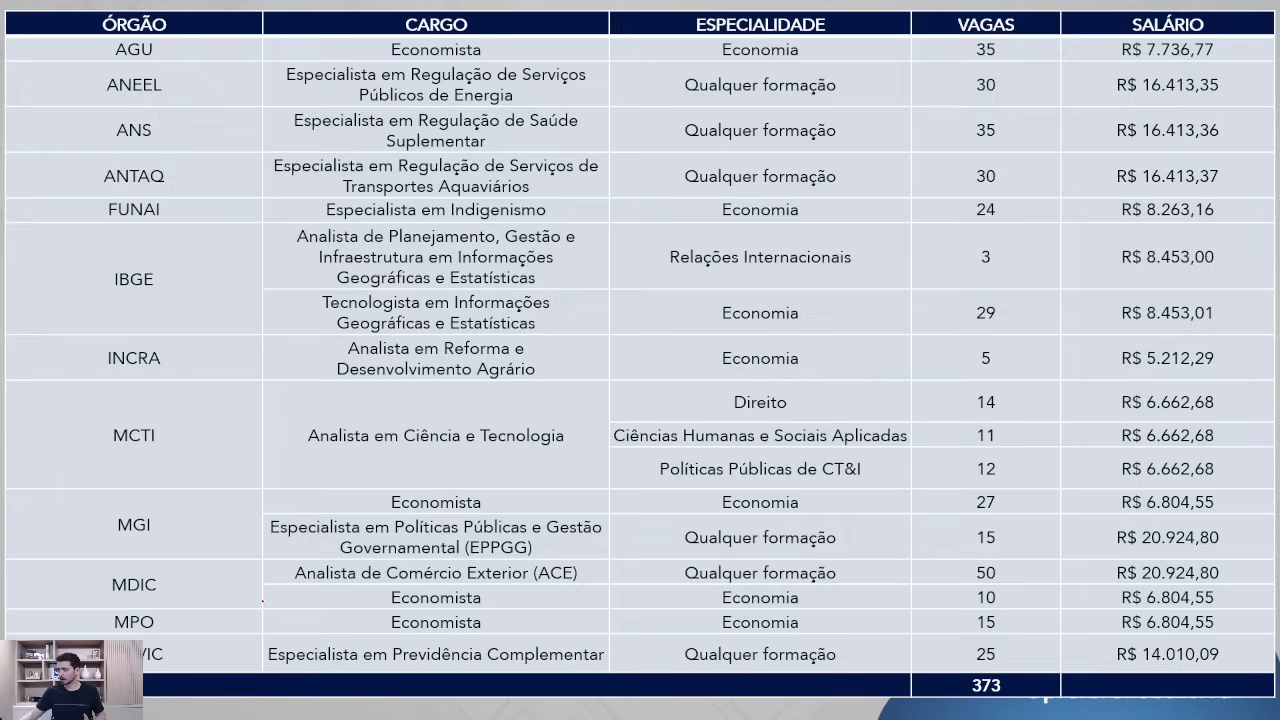 ÓRGÃO CARGO ESPECIALIDADE VAGAS SALÁRIO
AGU Economista Economia 35 R$ 7.736,77
ANEEL Especialista em Regulação de Serviços
Públicos de Energia Qualquer formação 30 R$ 16.413,35
ANS Especialista em Regulação de Saúde
Suplementar Qualquer formação 35 R$ 16.413,36
ANTAQ Especialista em Regulação de Serviços de
Transportes Aquaviários Qualquer formação 30 R$ 16.413,37
FUNAI Especialista em Indigenismo Economia 24 R$ 8.263,16
IBGE Analista de Planejamento, Gestão e
Infraestrutura em Informações
Geográficas e Estatísticas Relações Internacionais 3 R$ 8.453,00
Tecnologista em Informações
Geográficas e Estatísticas Economia 29 R$ 8.453,01
INCRA Analista em Reforma e
Desenvolvimento Agrário Economia 5 R$ 5.212,29
MCTI Analista em Ciência e Tecnologia Direito 14 R$ 6.662,68
Ciências Humanas e Sociais Aplicadas 11 R$ 6.662,68
Políticas Públicas de CT&I 12 R$ 6.662,68
MGI Economista Economia 27 R$ 6.804,55
Especialista em Políticas Públicas e Gestão
Governamental (EPPGG) Qualquer formação 15 R$ 20.924,80
MDIC Analista de Comércio Exterior (ACE) Qualquer formação 50 R$ 20.924,80
Economista Economia 10 R$ 6.804,55
MPO Economista Economia 15 R$ 6.804,55
Especialista em Previdência Complementar Qualquer formação 25 R$ 14.010,09
373